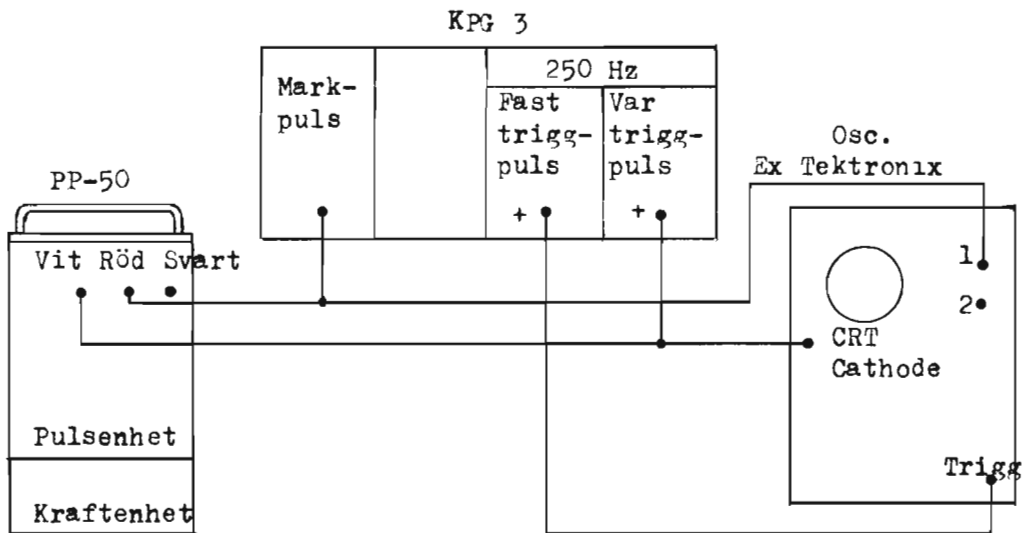 KPG 3
250 Hz
Mark-
puls
Fast
trigg-
puls
+
Var
trigg-
puls
+
Osc.
Ex Tektronix
PP-50
Vit Röd Svart
1
2
CRT
Cathode
Pulsenhet
Trigg
Kraftenhet